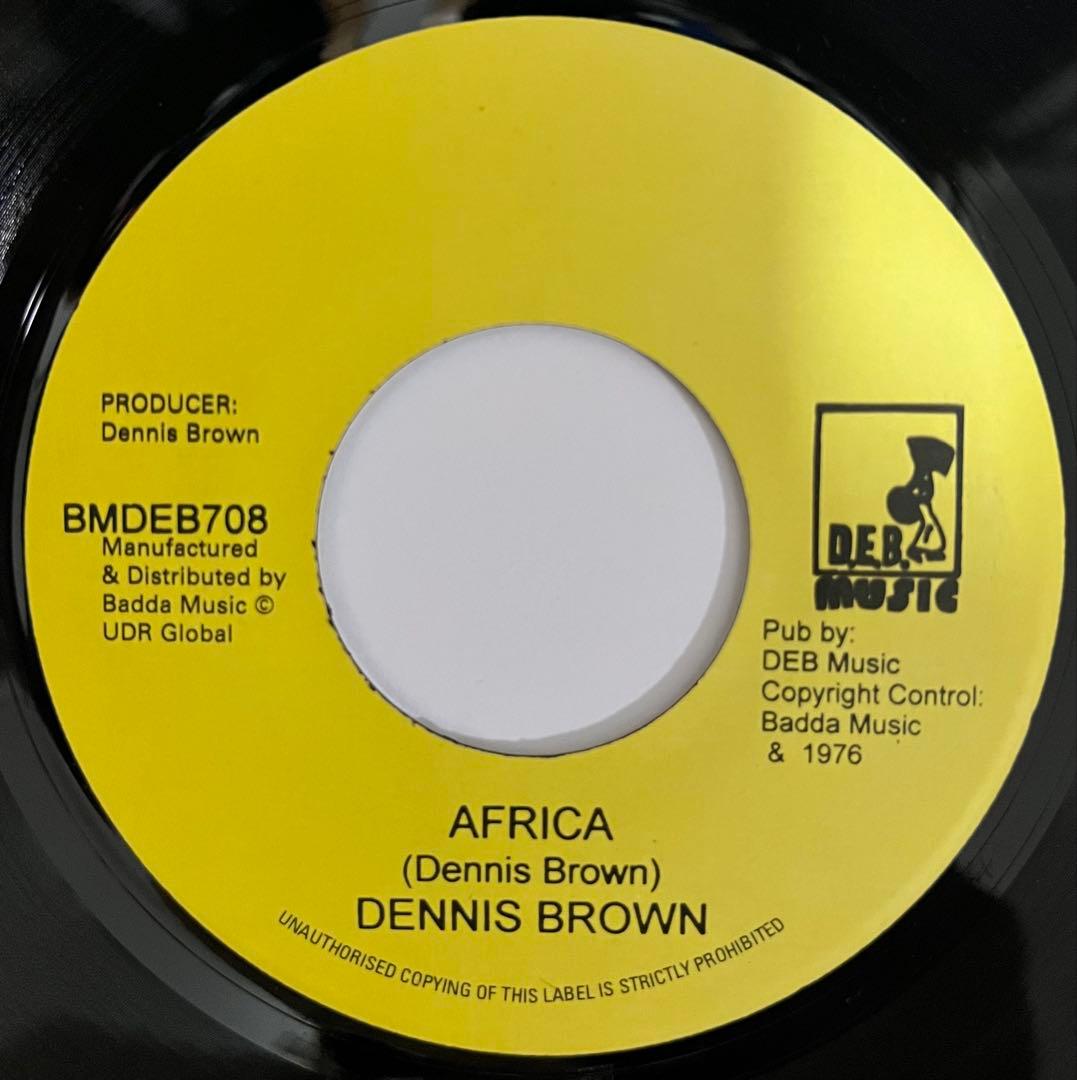 PRODUCER:
Dennis Brown
BMDEB708
Manufactured
& Distributed by
Badda Music ©
UDR Global
D.E.B.
MUSIC
Pub by:
DEB Music
Copyright Control:
Badda Music
& 1976
AFRICA
(Dennis Brown)
DENNIS BROWN
UNAUTHORISED COPYING OF THIS LABEL IS STRICTLY PROHIBITED